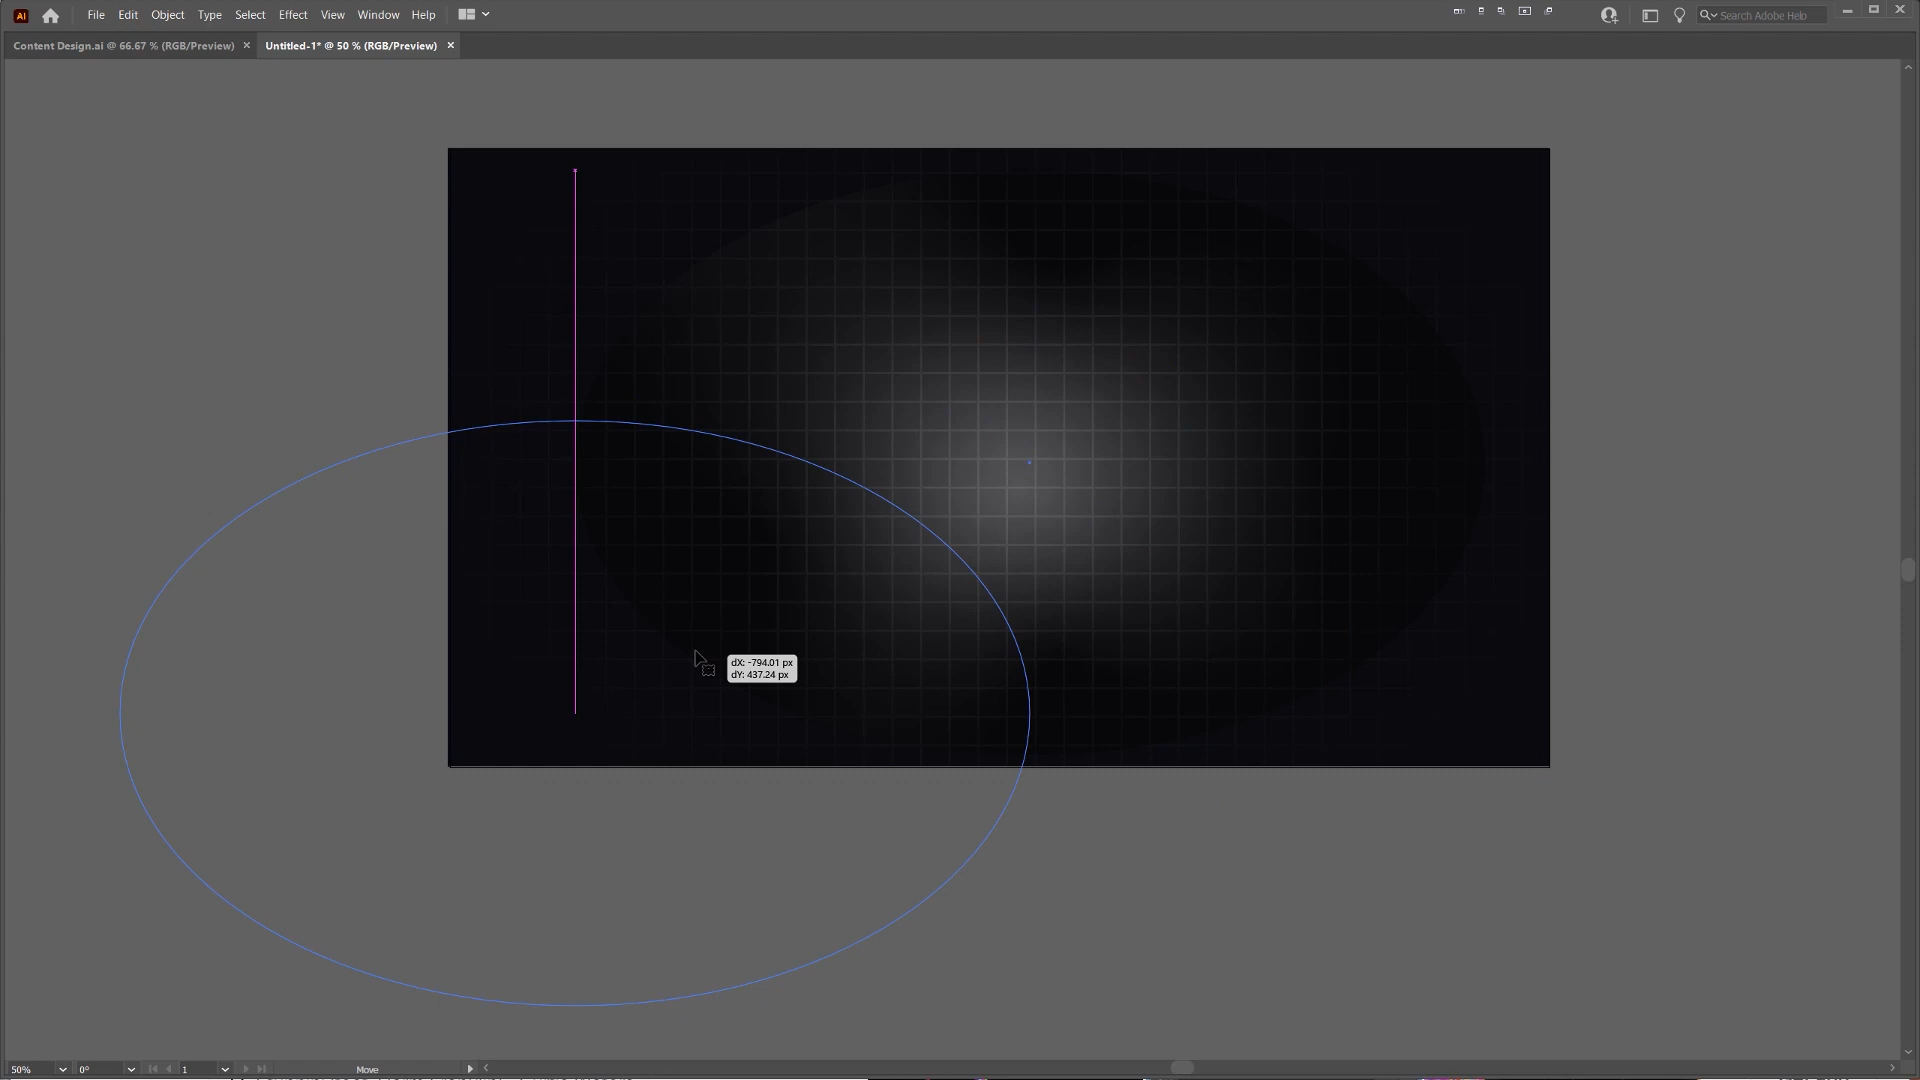 Ai File Edit Object Type Select Effect View Window Help Search Adobe Help
Content Design.ai @ 66.67 % (RGB/Preview) × Untitled-1* @ 50 % (RGB/Preview) ×
dX: -794.01 px
dY: 437.24 px
50% 0° 1 Move